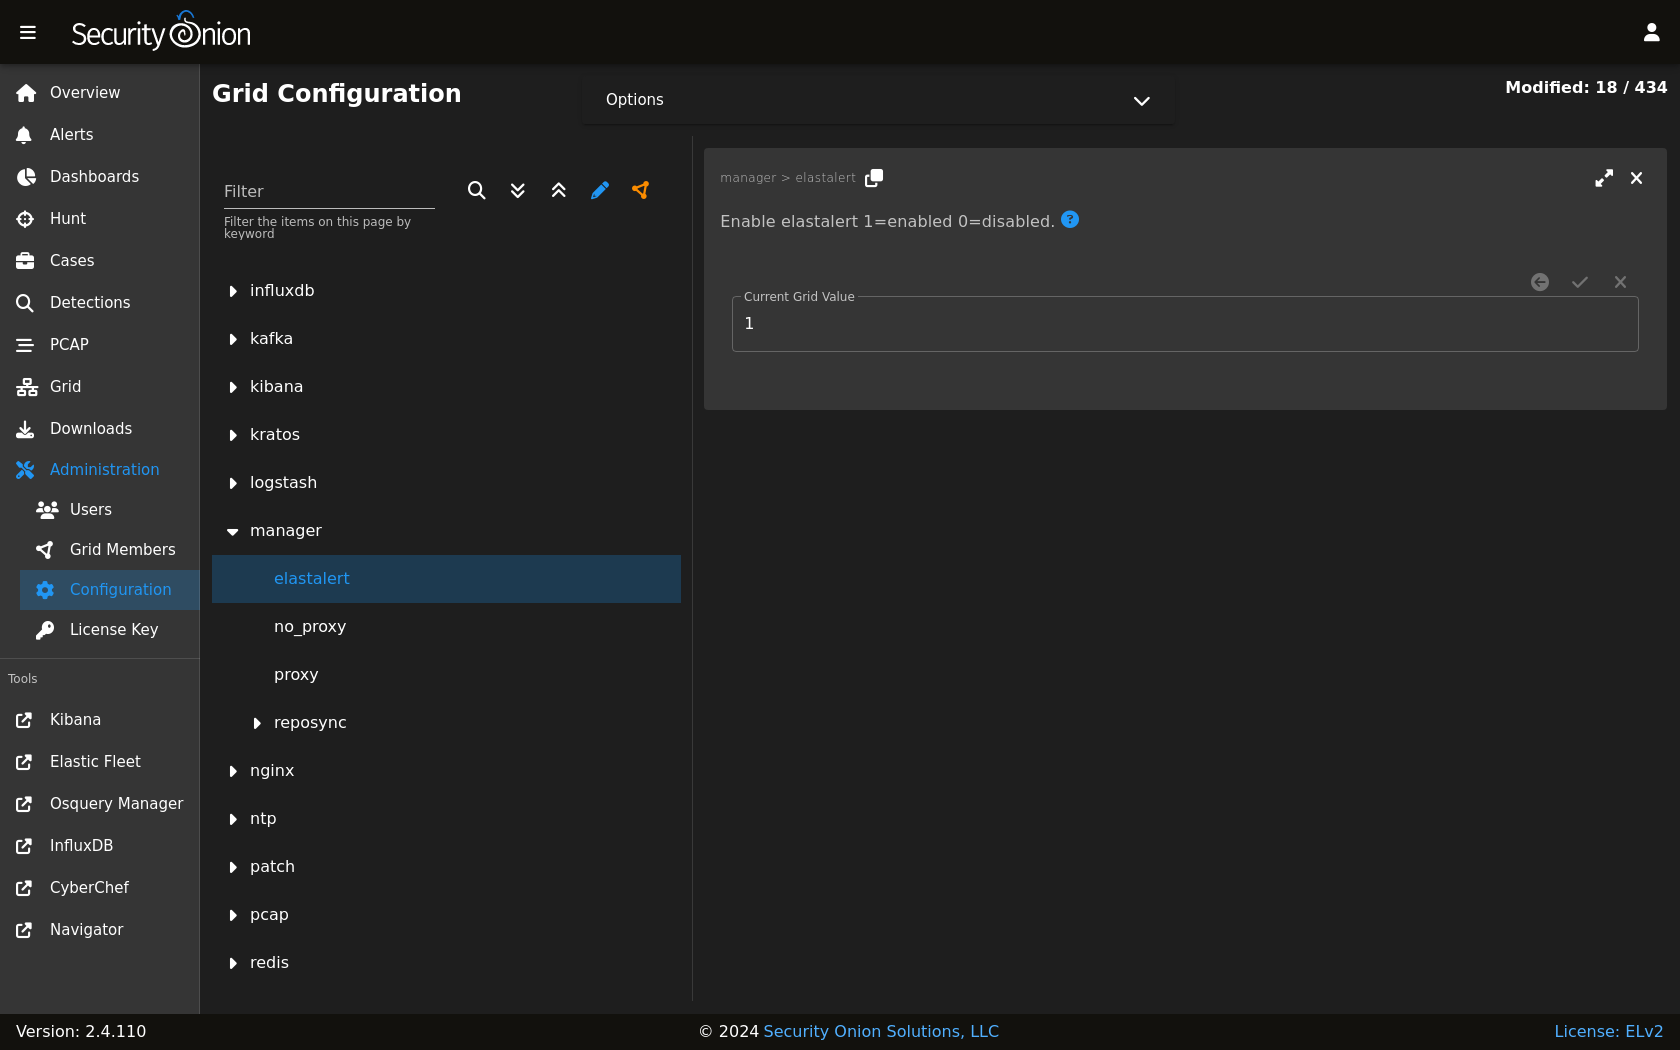 Security Onion
Overview
Alerts
Dashboards
Hunt
Cases
Detections
PCAP
Grid
Downloads
Administration
Users
Grid Members
Configuration
License Key
Tools
Kibana
Elastic Fleet
Osquery Manager
InfluxDB
CyberChef
Navigator
Grid Configuration
Options
Modified: 18 / 434
Filter
Filter the items on this page by
keyword
influxdb
kafka
kibana
kratos
logstash
manager
elastalert
no_proxy
proxy
reposync
nginx
ntp
patch
pcap
redis
manager > elastalert
Enable elastalert 1=enabled 0=disabled. ?
Current Grid Value
1
Version: 2.4.110
© 2024 Security Onion Solutions, LLC
License: ELv2